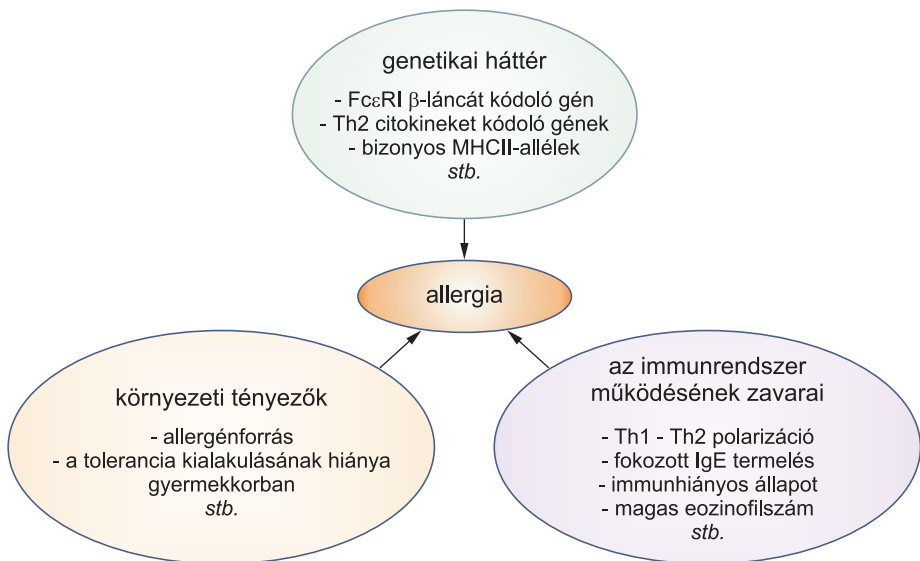 genetikai háttér
- FcεRI β-láncát kódoló gén
- Th2 citokineket kódoló gének
- bizonyos MHCII-allélek
stb.
allergia
környezeti tényezők
- allergénforrás
- a tolerancia kialakulásának hiánya
gyermekkorban
stb.
az immunrendszer
működésének zavarai
- Th1 - Th2 polarizáció
- fokozott IgE termelés
- immunhiányos állapot
- magas eozinofilszám
stb.